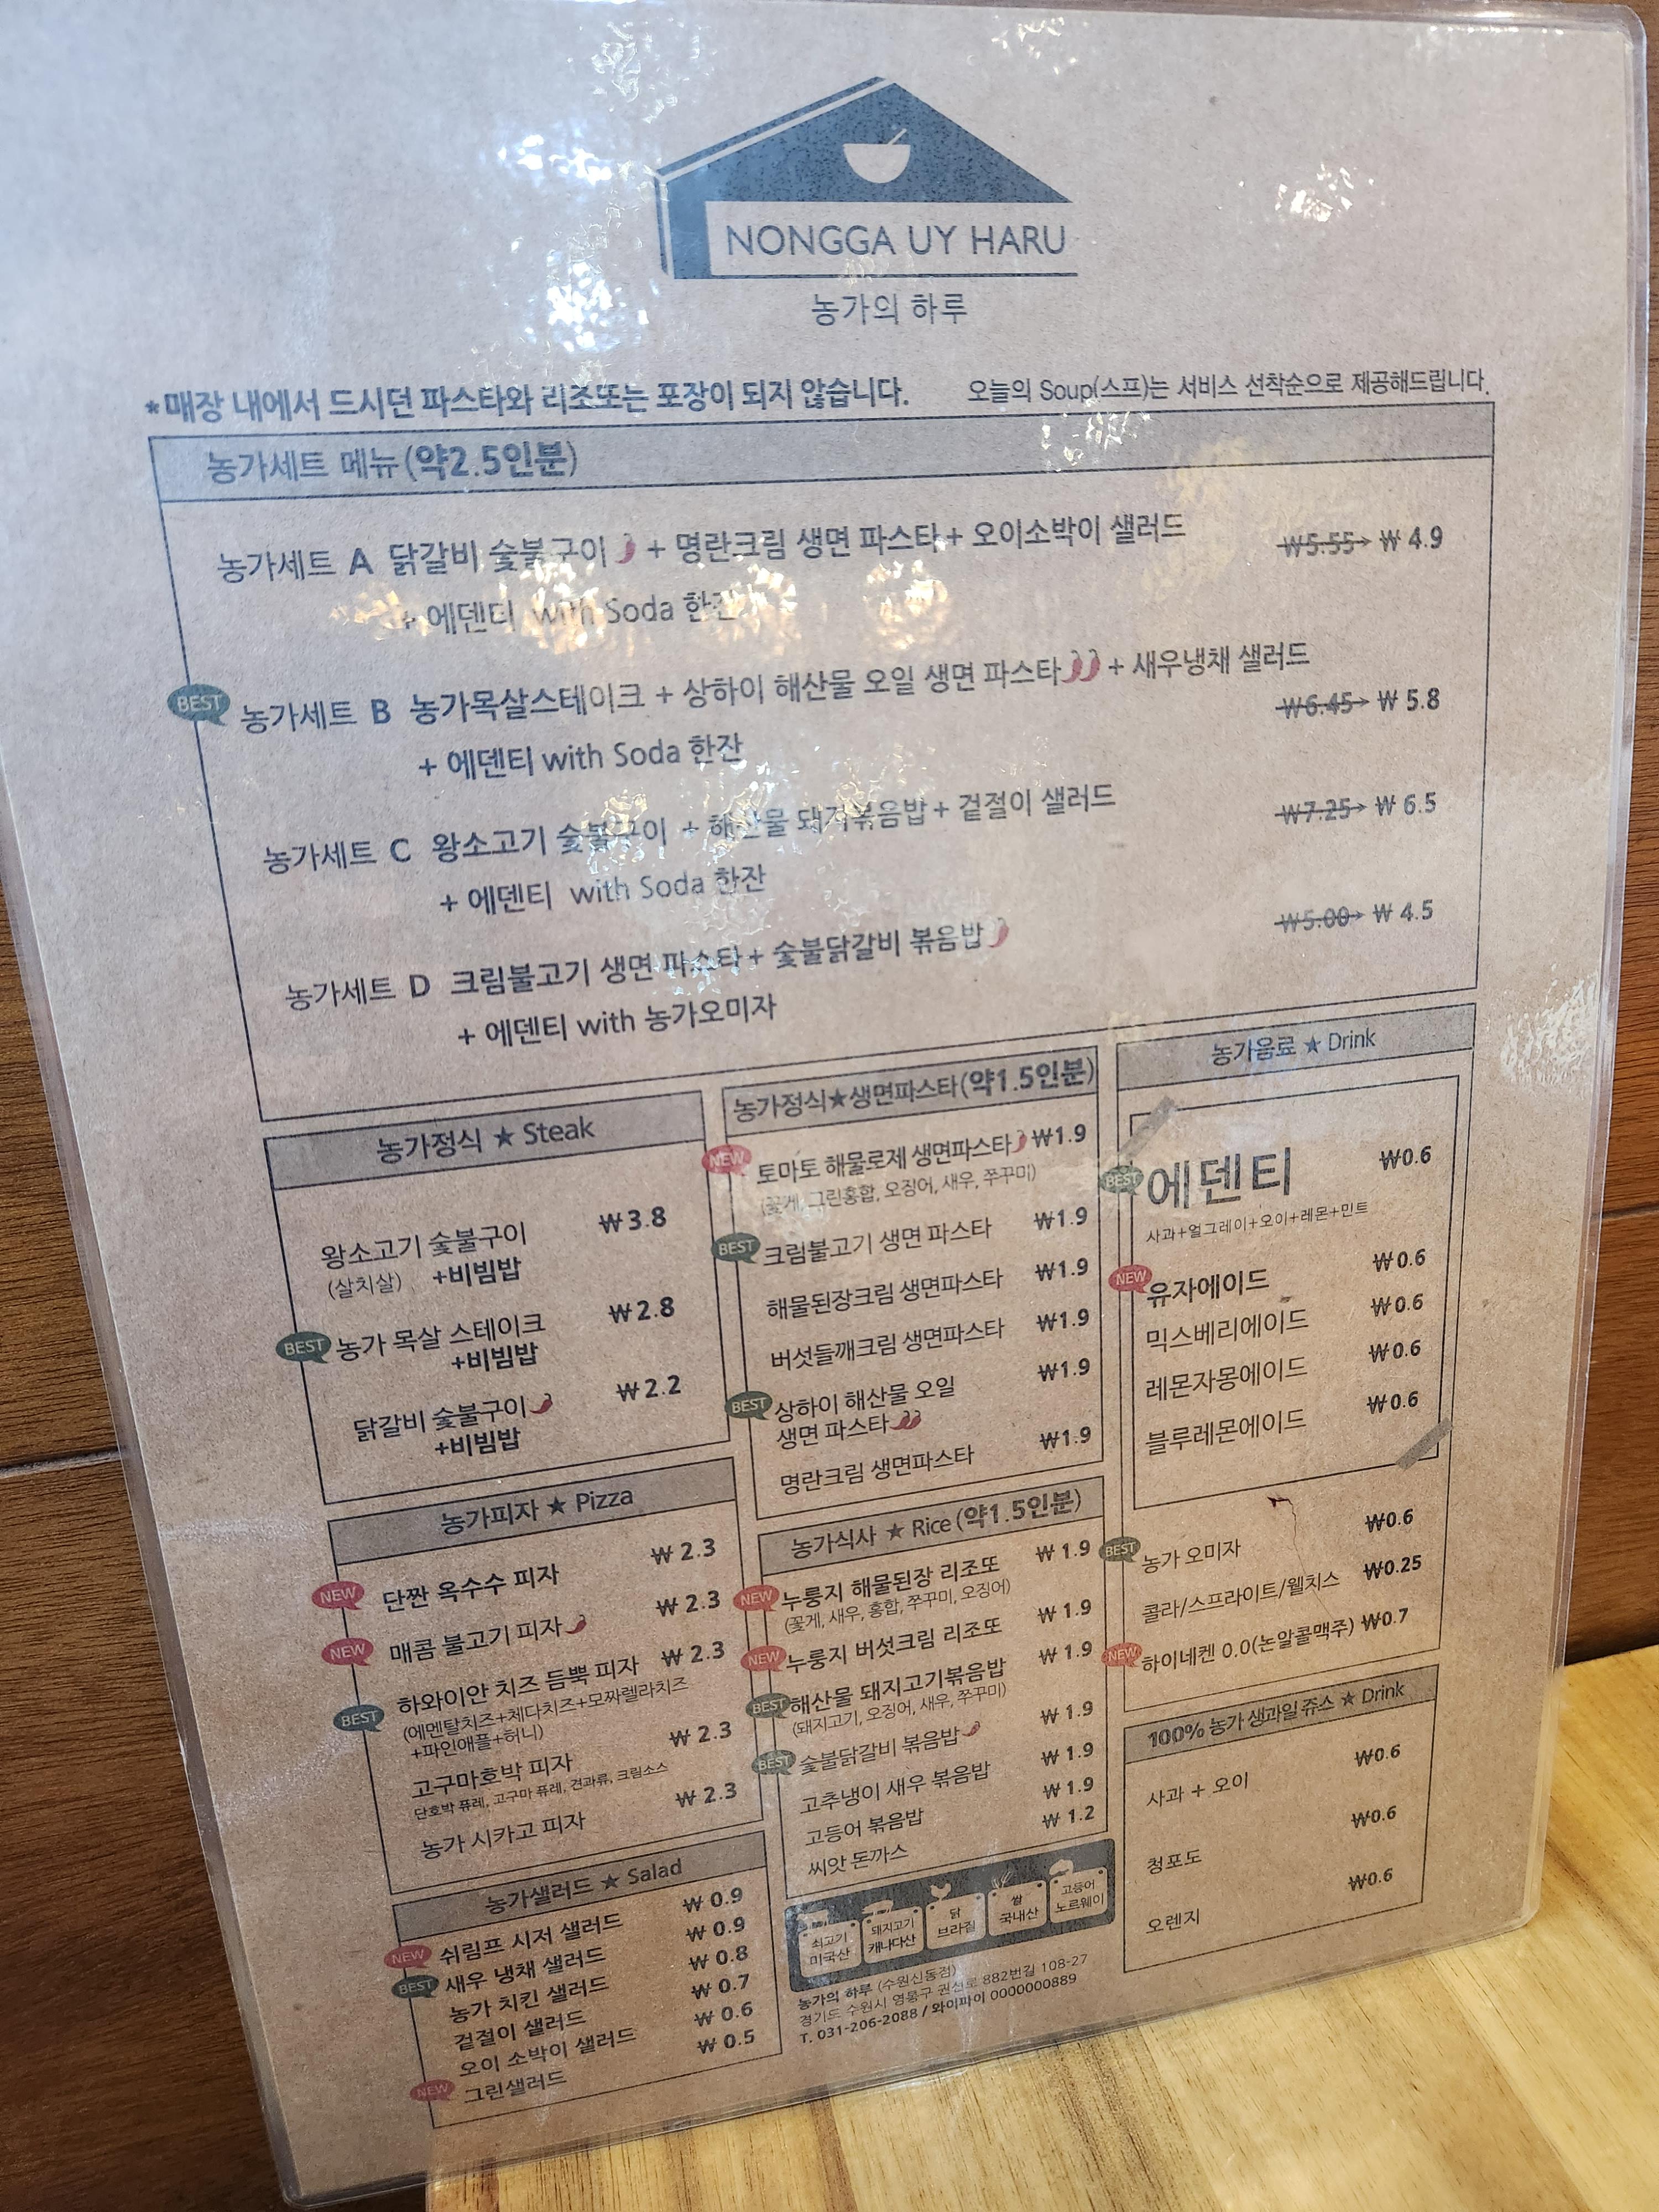 NONGGA UY HARU
농가의 하루
*매장 내에서 드시던 파스타와 리조또는 포장이 되지 않습니다.
오늘의 Soup(스프)는 서비스 선착순으로 제공해드립니다.
농가세트 메뉴(약2.5인분)
농가세트 A 닭갈비 숯불구이 + 명란크림 생면 파스타+ 오이소박이 샐러드 ₩5.55→ ₩ 4.9
+ 에덴티 with Soda 한잔
BEST 농가세트 B 농가목살스테이크 + 상하이 해산물 오일 생면 파스타 + 새우냉채 샐러드 ₩6.45→ ₩ 5.8
+ 에덴티 with Soda 한잔
농가세트 C 왕소고기 숯불구이 + 해산물 돼지볶음밥+ 겉절이 샐러드 ₩7.25→ ₩ 6.5
+ 에덴티 with Soda 한잔
농가세트 D 크림불고기 생면 파스타+ 숯불닭갈비 볶음밥 ₩5.00→ ₩ 4.5
+ 에덴티 with 농가오미자
농가정식 ★ Steak
왕소고기 숯불구이 ₩3.8
(살치살) +비빔밥
BEST 농가 목살 스테이크 ₩2.8
+비빔밥
닭갈비 숯불구이 ₩2.2
+비빔밥
농가피자 ★ Pizza
NEW 단짠 옥수수 피자 ₩ 2.3
NEW 매콤 불고기 피자 ₩ 2.3
BEST 하와이안 치즈 듬뿍 피자 ₩ 2.3
(에멘탈치즈+체다치즈+모짜렐라치즈
+파인애플+허니)
고구마호박 피자 ₩ 2.3
단호박 퓨레, 고구마 퓨레, 견과류, 크림소스
농가 시카고 피자 ₩ 2.3
농가샐러드 ★ Salad
NEW 쉬림프 시저 샐러드 ₩ 0.9
BEST 새우 냉채 샐러드 ₩ 0.9
농가 치킨 샐러드 ₩ 0.8
겉절이 샐러드 ₩ 0.7
오이 소박이 샐러드 ₩ 0.6
NEW 그린샐러드 ₩ 0.5
농가정식★생면파스타(약1.5인분)
NEW 토마토 해물로제 생면파스타 ₩1.9
(꽃게, 그린홍합, 오징어, 새우, 쭈꾸미)
BEST 크림불고기 생면 파스타 ₩1.9
해물된장크림 생면파스타 ₩1.9
버섯들깨크림 생면파스타 ₩1.9
BEST 상하이 해산물 오일 ₩1.9
생면 파스타
명란크림 생면파스타 ₩1.9
농가식사 ★ Rice (약1.5인분)
NEW 누룽지 해물된장 리조또 ₩ 1.9
(꽃게, 새우, 홍합, 쭈꾸미, 오징어)
NEW 누룽지 버섯크림 리조또 ₩ 1.9
BEST 해산물 돼지고기볶음밥 ₩ 1.9
(돼지고기, 오징어, 새우, 쭈꾸미)
BEST 숯불닭갈비 볶음밥 ₩ 1.9
고추냉이 새우 볶음밥 ₩ 1.9
고등어 볶음밥 ₩ 1.9
씨앗 돈까스 ₩ 1.2
쇠고기 미국산
돼지고기 캐나다산
닭 브라질
쌀 국내산
고등어 노르웨이
농가의 하루 (수원신동점)
경기도 수원시 영통구 권선로 882번길 108-27
T. 031-206-2088 / 와이파이 0000000889
농가음료 ★ Drink
BEST 에덴티 ₩0.6
사과+얼그레이+오이+레몬+민트
NEW 유자에이드 ₩0.6
믹스베리에이드 ₩0.6
레몬자몽에이드 ₩0.6
블루레몬에이드 ₩0.6
BEST 농가 오미자 ₩0.6
콜라/스프라이트/웰치스 ₩0.25
NEW 하이네켄 0.0(논알콜맥주) ₩0.7
100% 농가 생과일 쥬스 ★ Drink
사과 + 오이 ₩0.6
청포도 ₩0.6
오렌지 ₩0.6